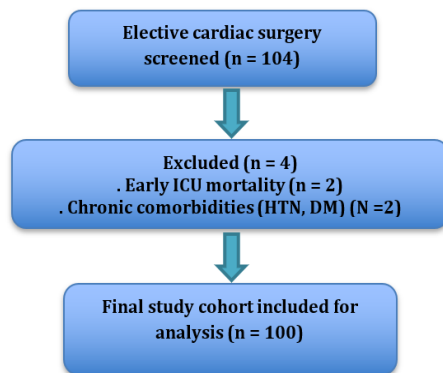 Elective cardiac surgery
screened (n = 104)
Excluded (n = 4)
. Early ICU mortality (n = 2)
. Chronic comorbidities (HTN, DM) (N =2)
Final study cohort included for
analysis (n = 100)